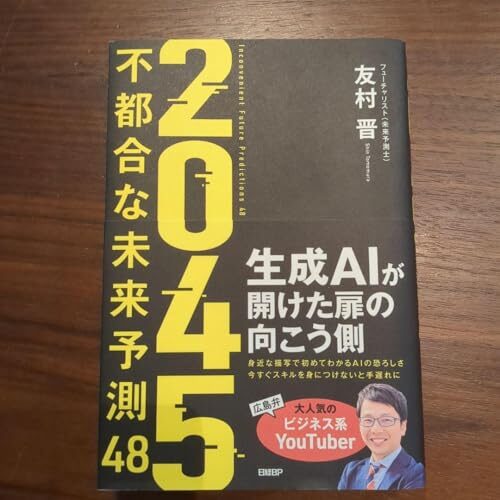 2045
不都合な未来予測48
Inconvenient Future Predictions 48
フューチャリスト(未来予測士)
友村 晋
Shin Tomomura
生成AIが
開けた扉の
向こう側
身近な描写で初めてわかるAIの恐ろしさ
今すぐスキルを身につけないと手遅れに
広島弁
大人気の
ビジネス系
YouTuber
日経BP